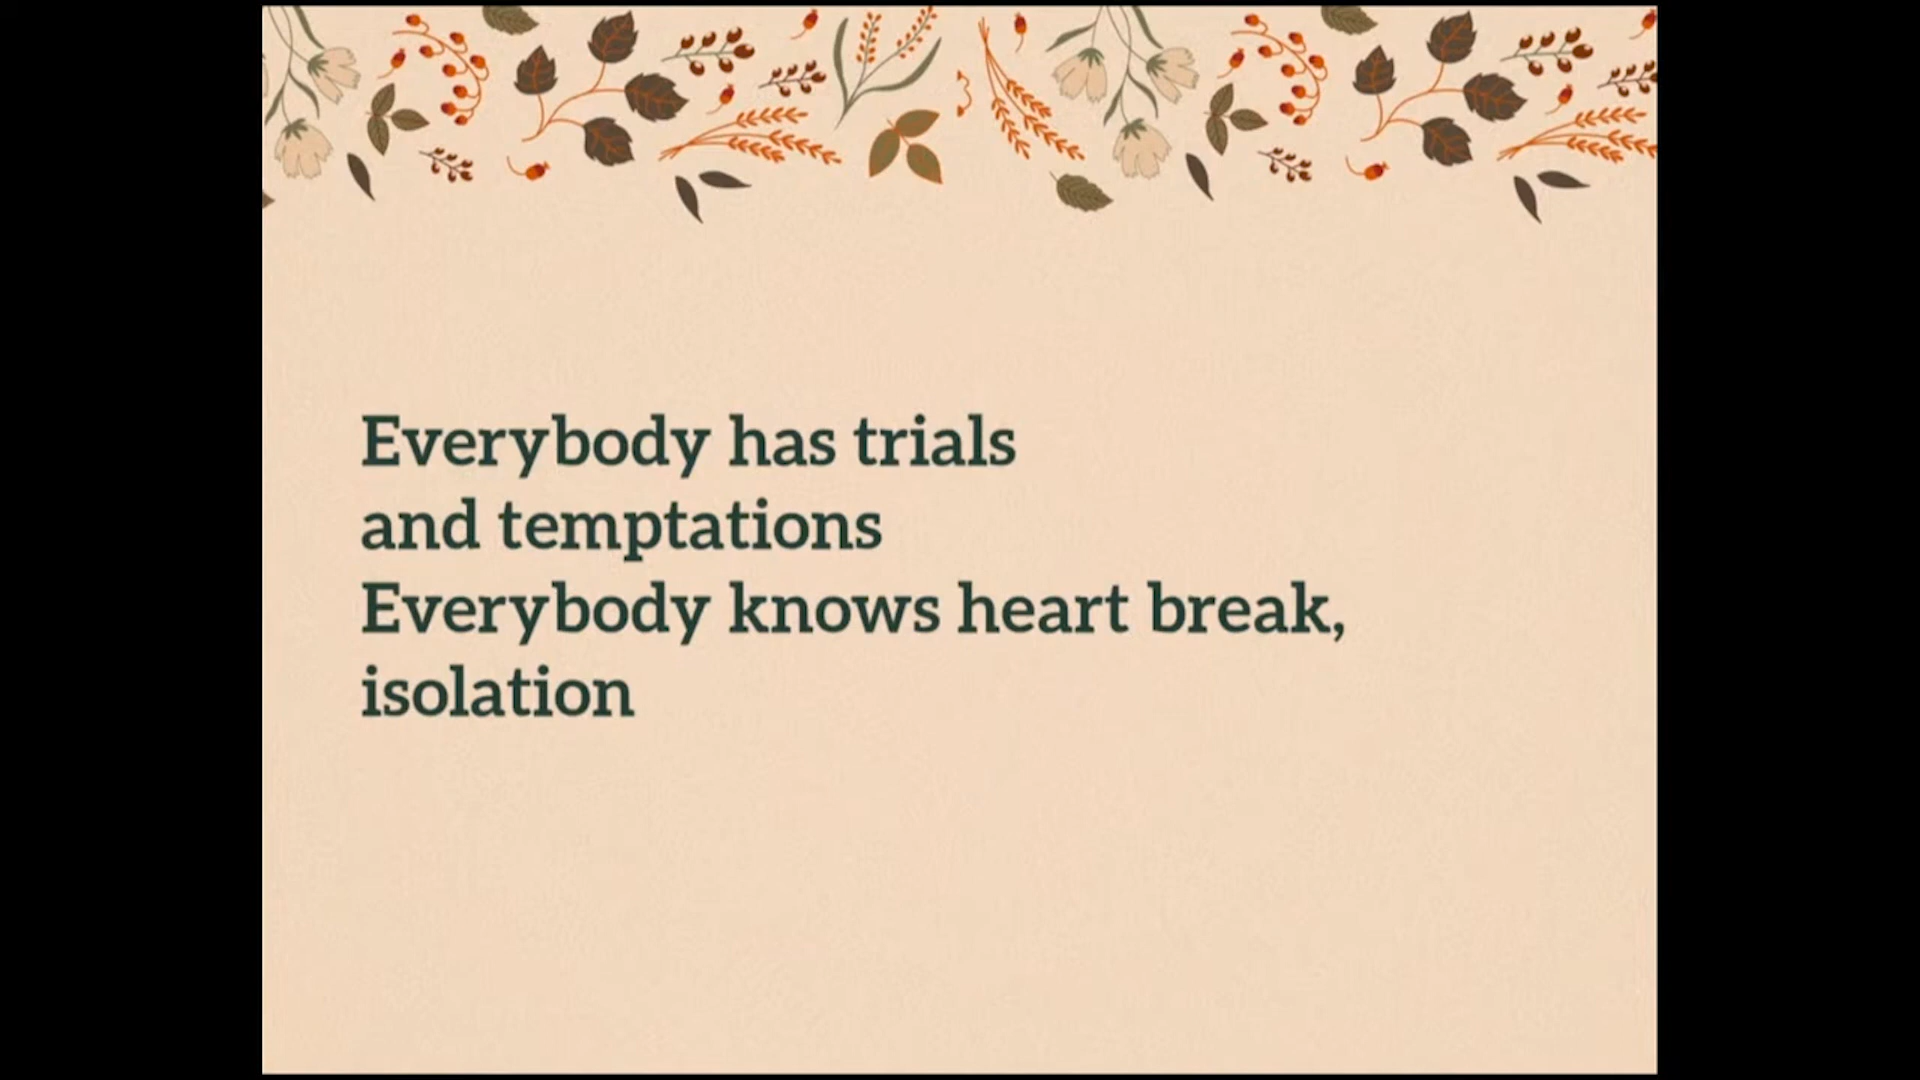 Everybody has trials
and temptations
Everybody knows heart break,
isolation